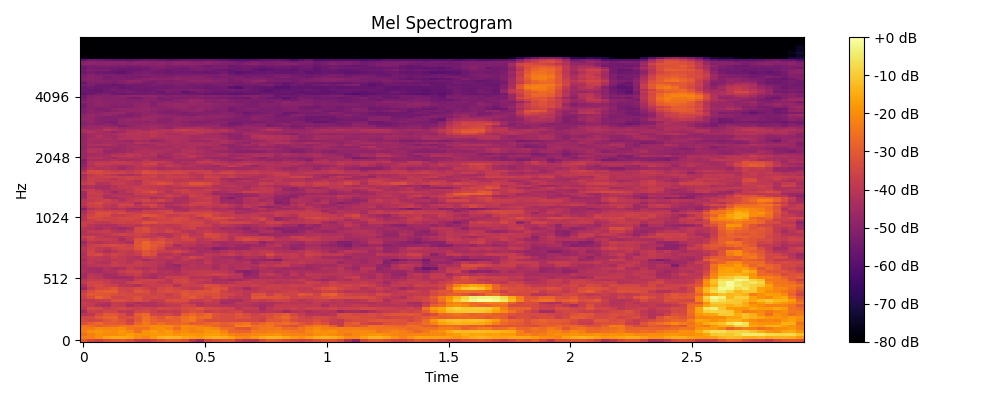 Mel Spectrogram
+0 dB
-10 dB
-20 dB
-30 dB
-40 dB
-50 dB
-60 dB
-70 dB
-80 dB
Hz
4096
2048
1024
512
0
0
0.5
1
1.5
2
2.5
Time